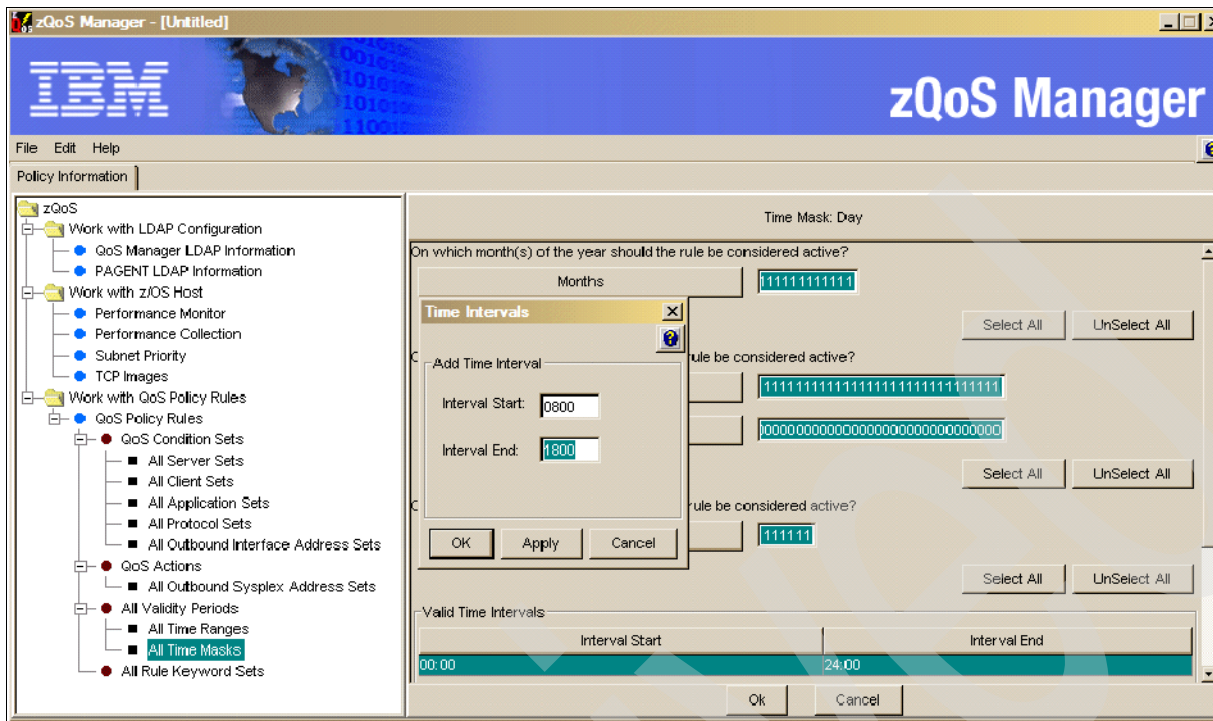 zQoS Manager - [Untitled]
IBM
zQoS Manager
File Edit Help
Policy Information
zQoS
Work with LDAP Configuration
QoS Manager LDAP Information
PAGENT LDAP Information
Work with z/OS Host
Performance Monitor
Performance Collection
Subnet Priority
TCP Images
Work with QoS Policy Rules
QoS Policy Rules
QoS Condition Sets
All Server Sets
All Client Sets
All Application Sets
All Protocol Sets
All Outbound Interface Address Sets
QoS Actions
All Outbound Sysplex Address Sets
All Validity Periods
All Time Ranges
All Time Masks
All Rule Keyword Sets
Time Mask: Day
On which month(s) of the year should the rule be considered active?
Months 111111111111
Select All UnSelect All
rule be considered active?
Select All UnSelect All
rule be considered active?
111111
Select All UnSelect All
Time Intervals
Add Time Interval
Interval Start: 0800
Interval End: 1800
OK Apply Cancel
Valid Time Intervals
Interval Start Interval End
00:00 24:00
Ok Cancel